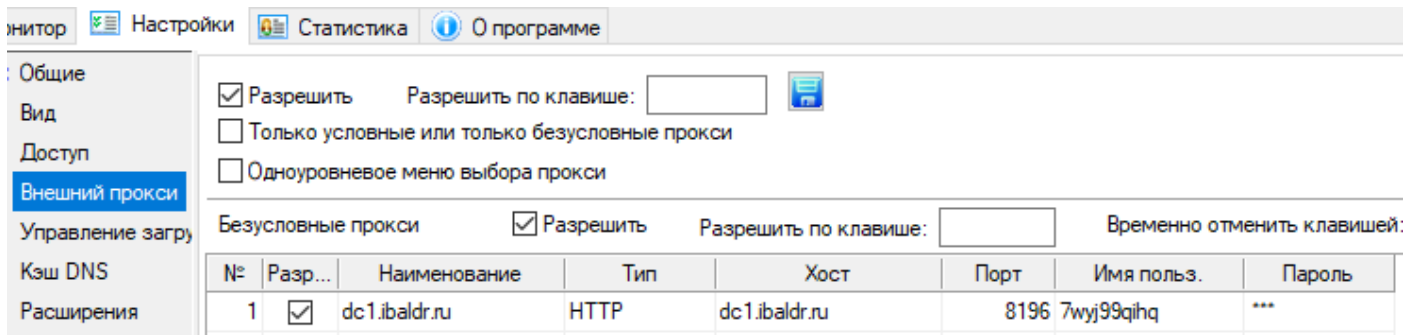 онитор Настройки Статистика О программе
Общие
Вид
Доступ
Внешний прокси
Управление загру
Кэш DNS
Расширения
Разрешить Разрешить по клавише:
Только условные или только безусловные прокси
Одноуровневое меню выбора прокси
Безусловные прокси Разрешить Разрешить по клавише: Временно отменить клавишей:
№ Разр... Наименование Тип Хост Порт Имя польз. Пароль
1 dc1.ibaldr.ru HTTP dc1.ibaldr.ru 8196 7wyj99qihq ***